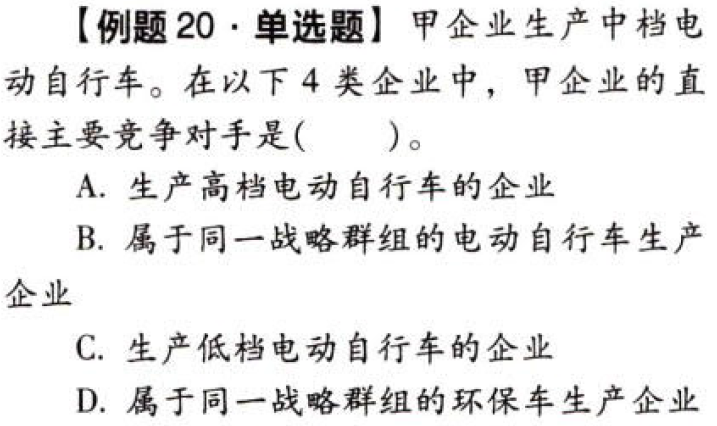 【例题 20·单选题】甲企业生产中档电
动自行车。在以下 4 类企业中，甲企业的直
接主要竞争对手是(  )。
A. 生产高档电动自行车的企业
B. 属于同一战略群组的电动自行车生产
企业
C. 生产低档电动自行车的企业
D. 属于同一战略群组的环保车生产企业